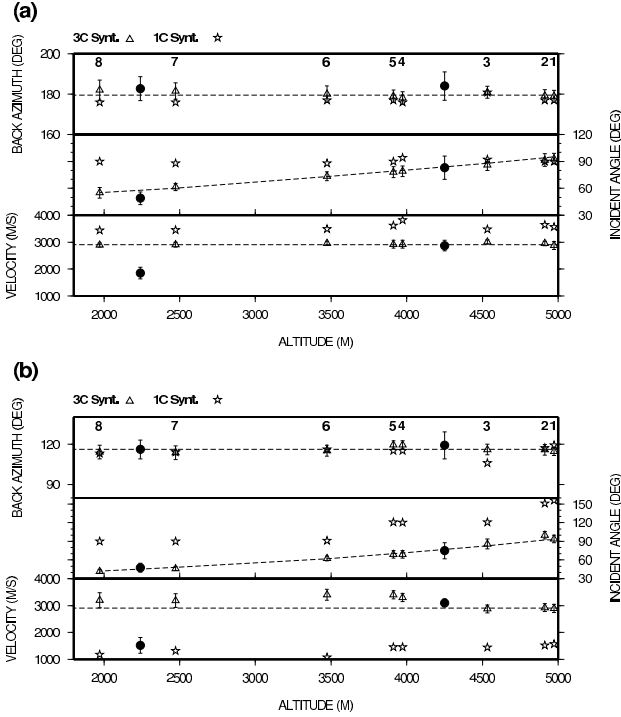 (a)
3C Synt. △ 1C Synt. ☆
BACK AZIMUTH (DEG)
200
180
160
8 7 6 5 4 3 2 1
INCIDENT ANGLE (DEG)
120
90
60
30
VELOCITY (M/S)
4000
3000
2000
1000
2000 2500 3000 3500 4000 4500 5000
ALTITUDE (M)
(b)
3C Synt. △ 1C Synt. ☆
BACK AZIMUTH (DEG)
120
90
8 7 6 5 4 3 2 1
INCIDENT ANGLE (DEG)
150
120
90
60
30
VELOCITY (M/S)
4000
3000
2000
1000
2000 2500 3000 3500 4000 4500 5000
ALTITUDE (M)